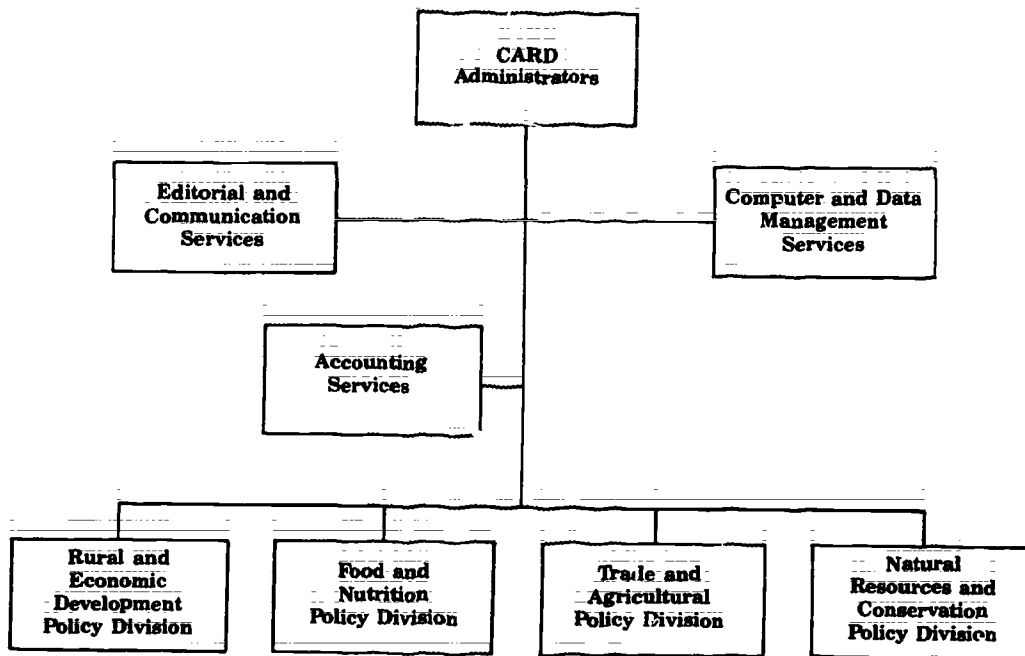 CARD
Administrators
Editorial and
Communication
Services
Computer and Data
Management
Services
Accounting
Services
Rural and
Economic
Development
Policy Division
Food and
Nutrition
Policy Division
Trade and
Agricultural
Policy Division
Natural
Resources and
Conservation
Policy Division